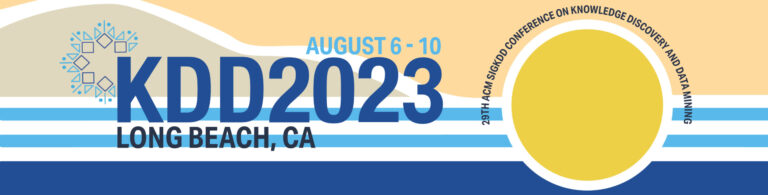 AUGUST 6 - 10
KDD2023
LONG BEACH, CA
29TH ACM SIGKDD CONFERENCE ON KNOWLEDGE DISCOVERY AND DATA MINING